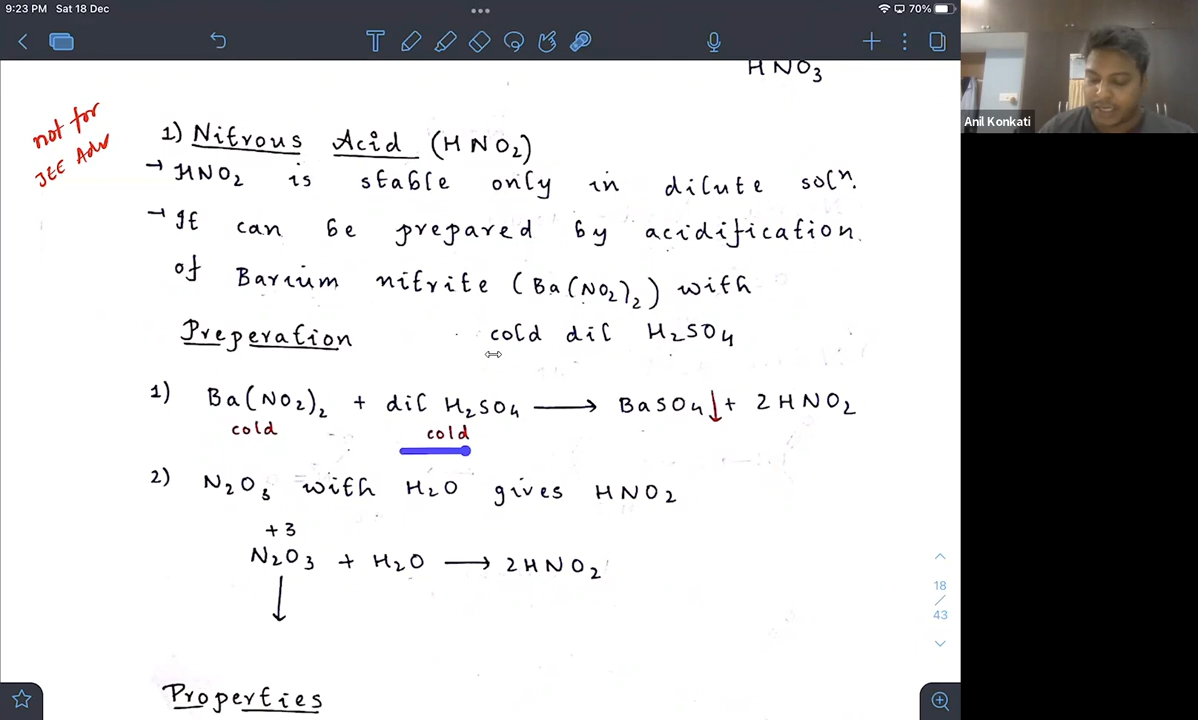 9:23 PM Sat 18 Dec
70%
HNO3
Anil Konkati
not for
JEE Adv
1) Nitrous Acid (HNO2)
→ HNO2 is stable only in dilute solⁿ.
→ It can be prepared by acidification
of Barium nitrite (Ba(NO2)2) with
Preperation cold dil H2SO4
1) Ba(NO2)2 + dil H2SO4 → BaSO4↓ + 2HNO2
cold cold
2) N2O3 with H2O gives HNO2
+3
N2O3 + H2O → 2HNO2
18
/
43
Properties